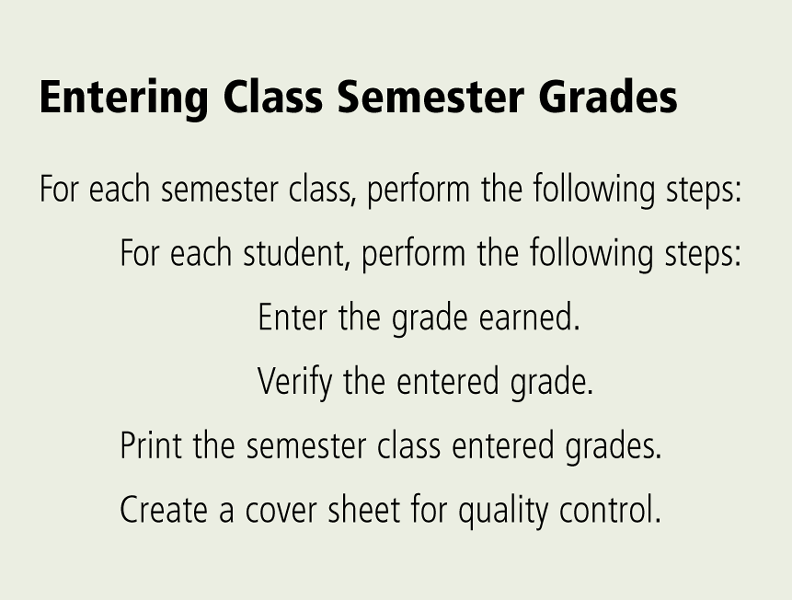 Entering Class Semester Grades
For each semester class, perform the following steps:
For each student, perform the following steps:
Enter the grade earned.
Verify the entered grade.
Print the semester class entered grades.
Create a cover sheet for quality control.